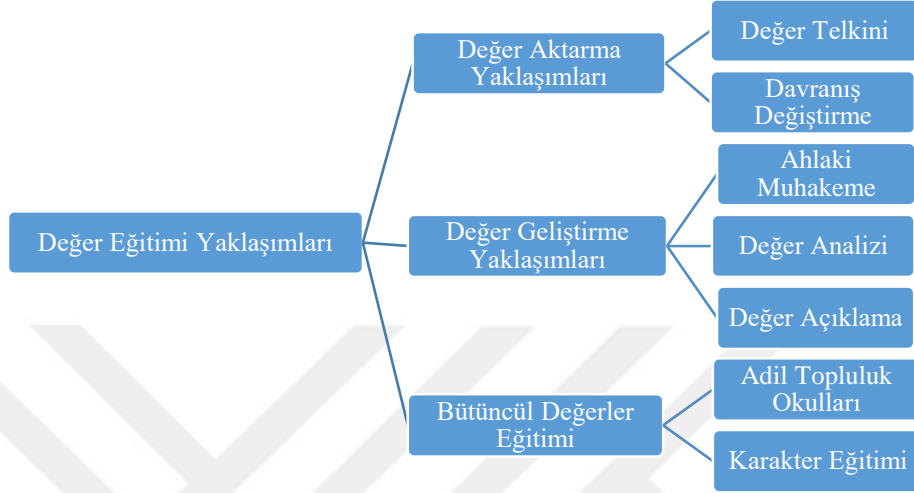 Değer Eğitimi Yaklaşımları
Değer Aktarma
Yaklaşımları
Değer Telkini
Davranış
Değiştirme
Değer Geliştirme
Yaklaşımları
Ahlaki
Muhakeme
Değer Analizi
Değer Açıklama
Bütüncül Değerler
Eğitimi
Adil Topluluk
Okulları
Karakter Eğitimi